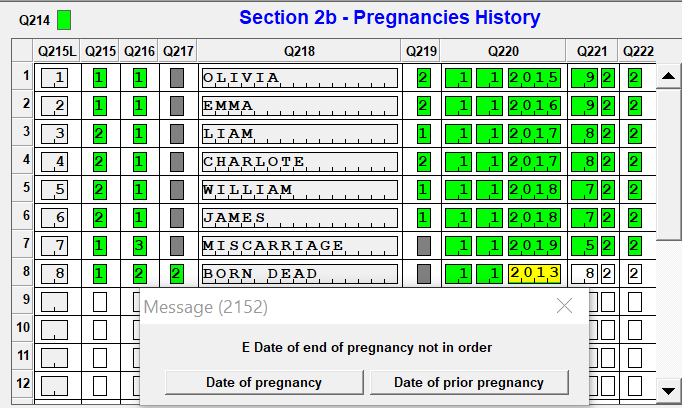 Section 2b - Pregnancies History
Q214
Q215L Q215 Q216 Q217 Q218 Q219 Q220 Q221 Q222
1 1 1 1 OLIVIA 2 1 1 2015 9 2 2
2 2 1 1 EMMA 2 1 1 2016 9 2 2
3 3 2 1 LIAM 1 1 1 2017 8 2 2
4 4 2 1 CHARLOTE 2 1 1 2017 8 2 2
5 5 2 1 WILLIAM 1 1 1 2018 7 2 2
6 6 2 1 JAMES 1 1 1 2018 7 2 2
7 7 1 3 MISCARRIAGE 1 1 2019 5 2 2
8 8 1 2 2 BORN DEAD 1 1 2013 8 2 2
9
10
11
12
Message (2152)
E Date of end of pregnancy not in order
Date of pregnancy Date of prior pregnancy